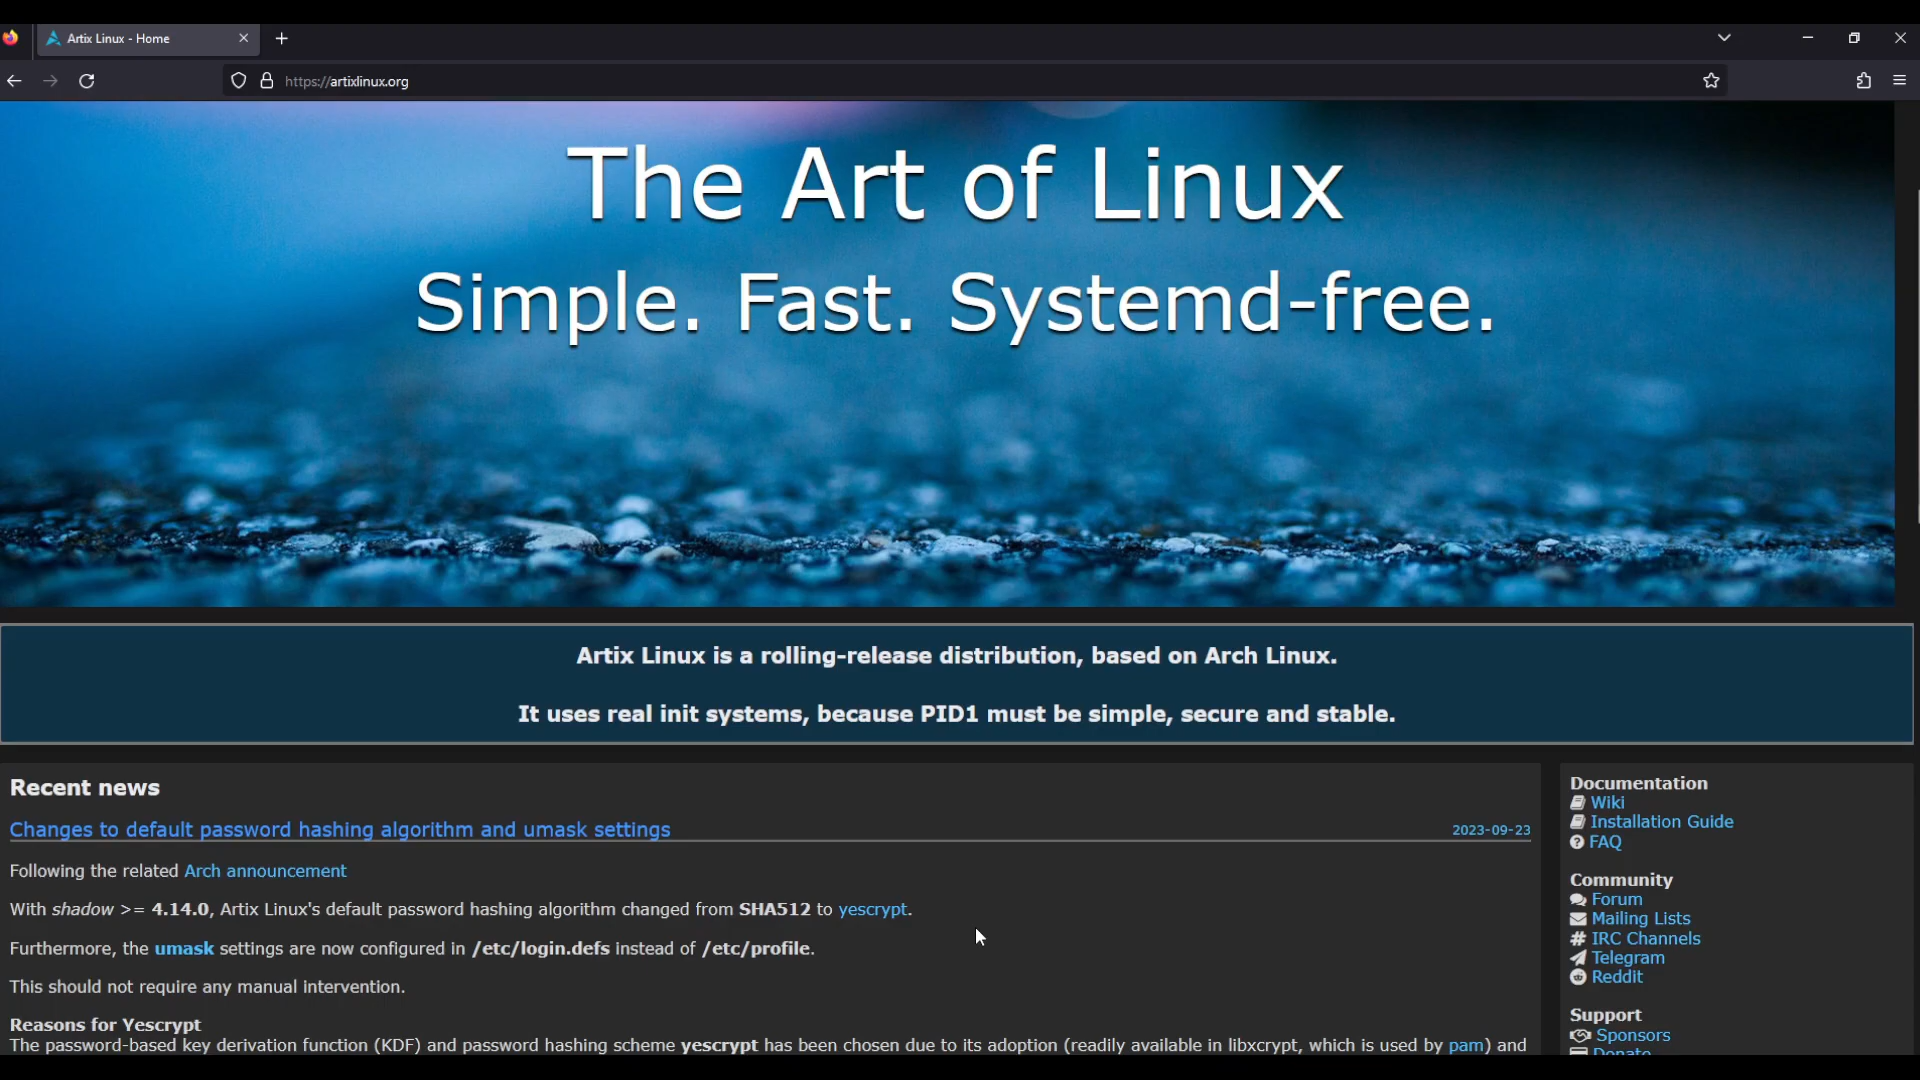 Artix Linux - Home
https://artixlinux.org
The Art of Linux
Simple. Fast. Systemd-free.
Artix Linux is a rolling-release distribution, based on Arch Linux.
It uses real init systems, because PID1 must be simple, secure and stable.
Recent news
Changes to default password hashing algorithm and umask settings 2023-09-23
Following the related Arch announcement
With shadow >= 4.14.0, Artix Linux's default password hashing algorithm changed from SHA512 to yescrypt.
Furthermore, the umask settings are now configured in /etc/login.defs instead of /etc/profile.
This should not require any manual intervention.
Reasons for Yescrypt
The password-based key derivation function (KDF) and password hashing scheme yescrypt has been chosen due to its adoption (readily available in libxcrypt, which is used by pam) and
Documentation
Wiki
Installation Guide
FAQ
Community
Forum
Mailing Lists
IRC Channels
Telegram
Reddit
Support
Sponsors
Donate